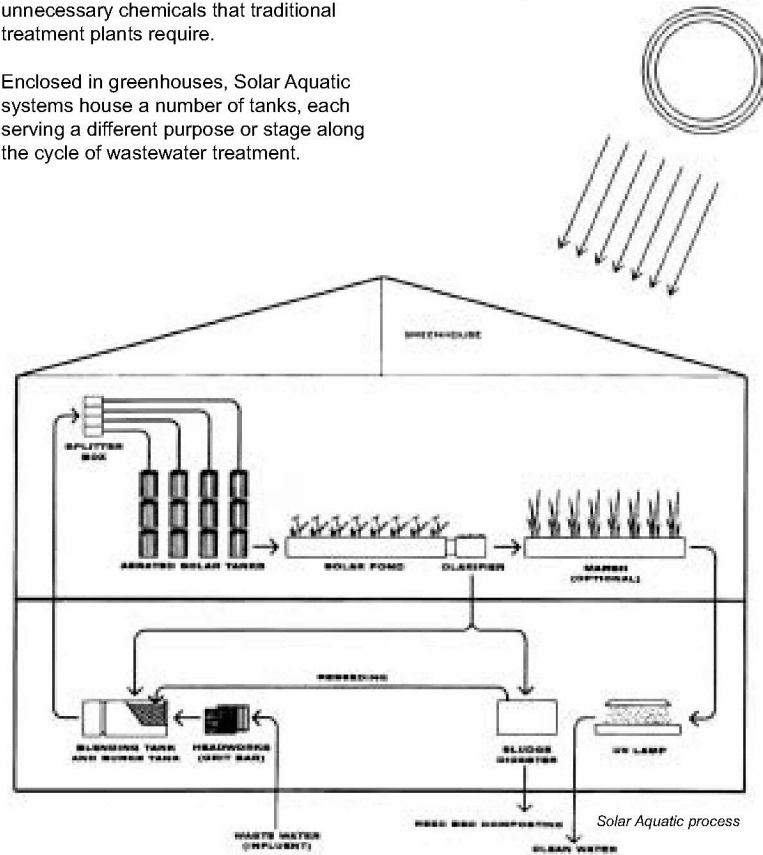 unnecessary chemicals that traditional
treatment plants require.
Enclosed in greenhouses, Solar Aquatic
systems house a number of tanks, each
serving a different purpose or stage along
the cycle of wastewater treatment.
GREENHOUSE
SPLITTER
BOX
AERATED SOLAR TANKS
SOLAR POND
CLARIFIER
MARSH
(OPTIONAL)
RESEEDING
BLENDING TANK
AND SURGE TANK
HEADWORKS
(GRIT BAR)
SLUDGE
DIGESTER
UV LAMP
WASTE WATER
(INFLUENT)
REED BED COMPOSTING
Solar Aquatic process
CLEAN WATER